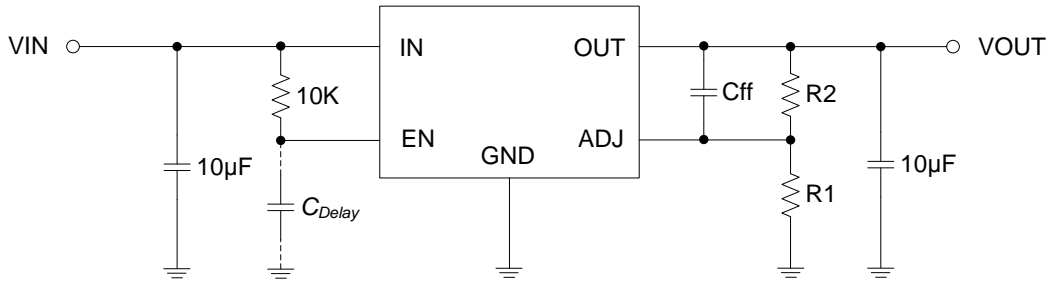 VIN
IN
OUT
VOUT
10K
Cff
R2
EN
ADJ
GND
10µF
10µF
R1
CDelay